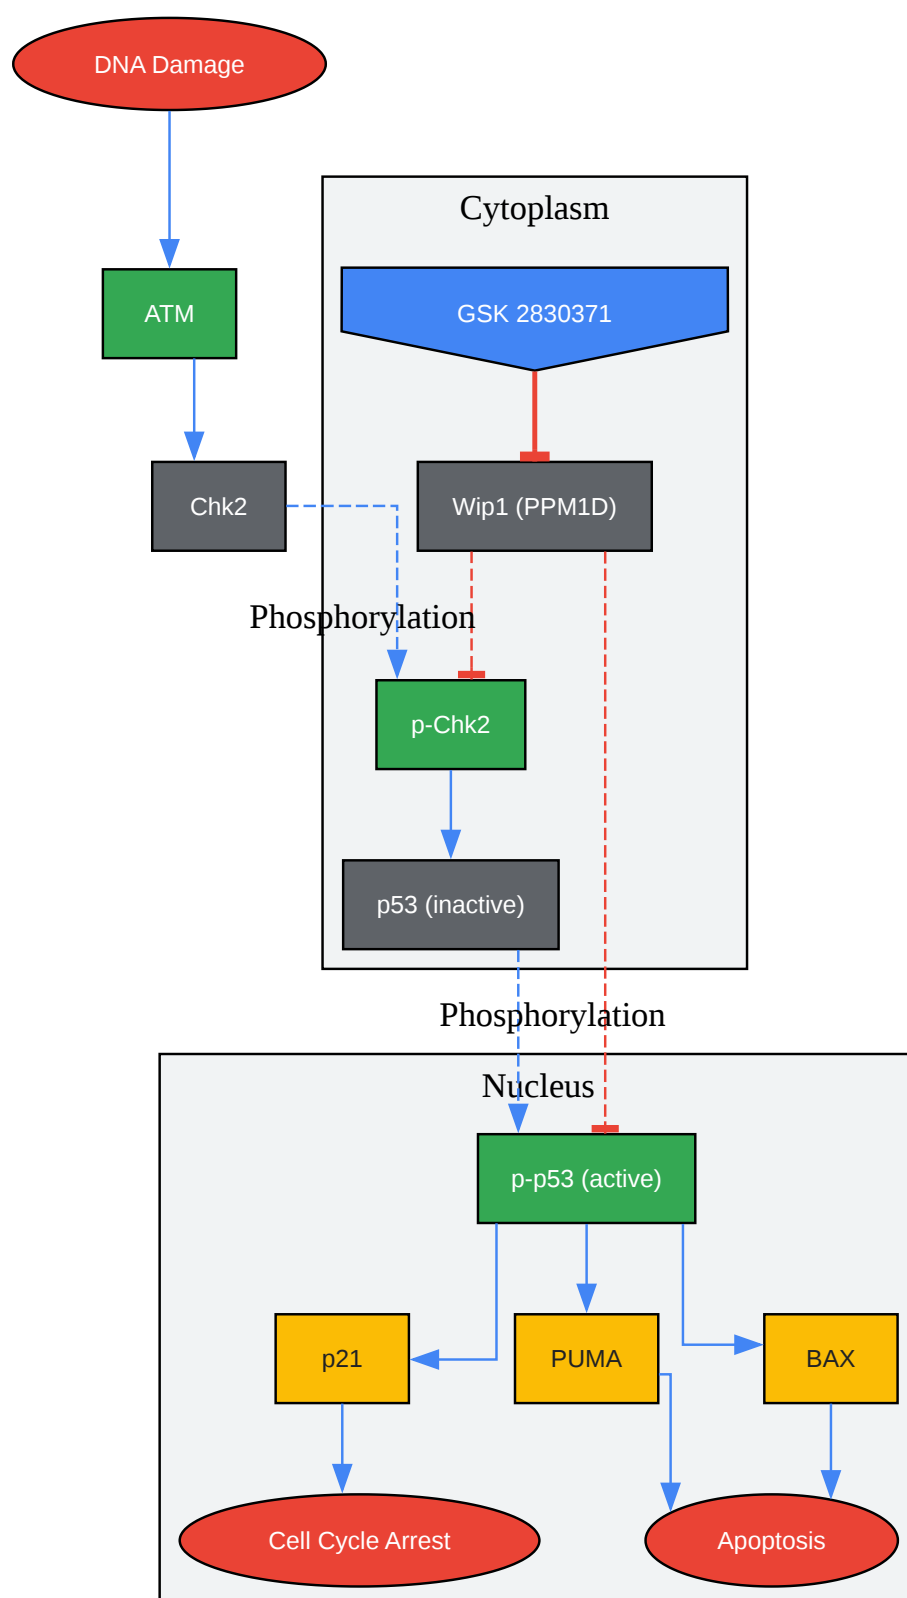 DNA Damage
Cytoplasm
ATM
GSK 2830371
Chk2
Wip1 (PPM1D)
Phosphorylation
p-Chk2
p53 (inactive)
Phosphorylation
Nucleus
p-p53 (active)
p21
PUMA
BAX
Cell Cycle Arrest
Apoptosis